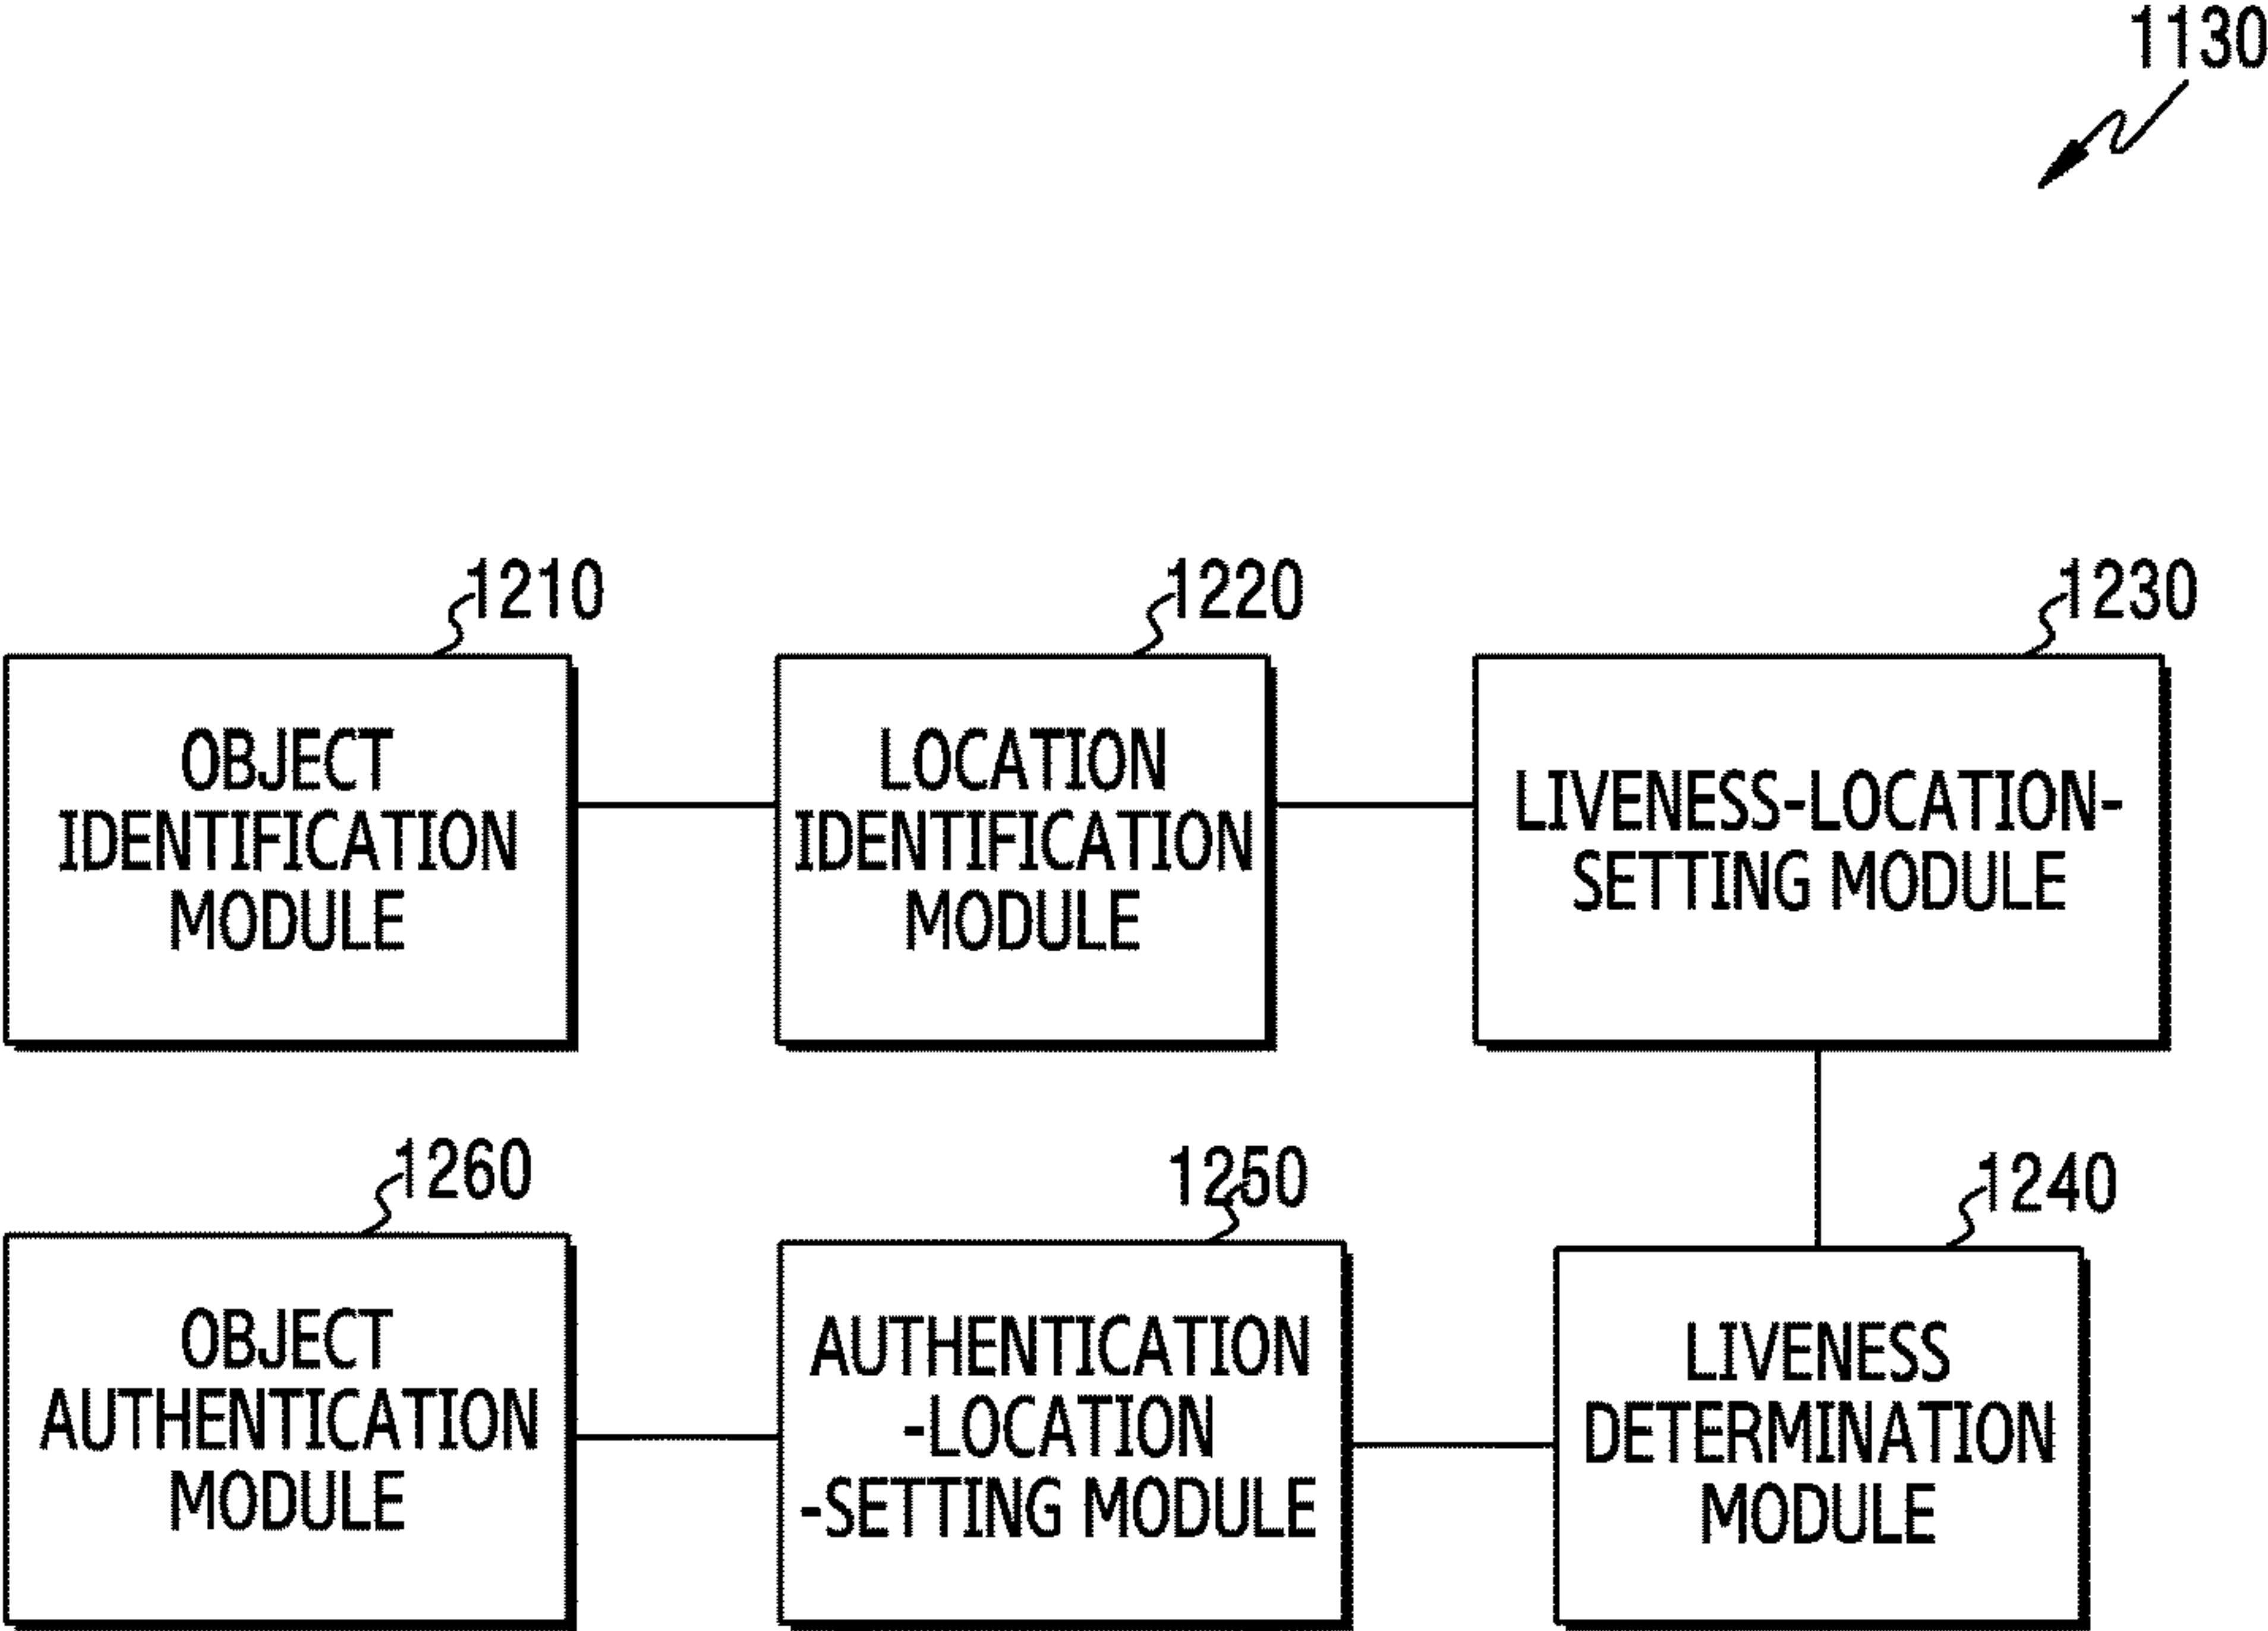 1130
1210
OBJECT
IDENTIFICATION
MODULE
1220
LOCATION
IDENTIFICATION
MODULE
1230
LIVENESS-LOCATION-
SETTING MODULE
1260
OBJECT
AUTHENTICATION
MODULE
1250
AUTHENTICATION
-LOCATION
-SETTING MODULE
1240
LIVENESS
DETERMINATION
MODULE